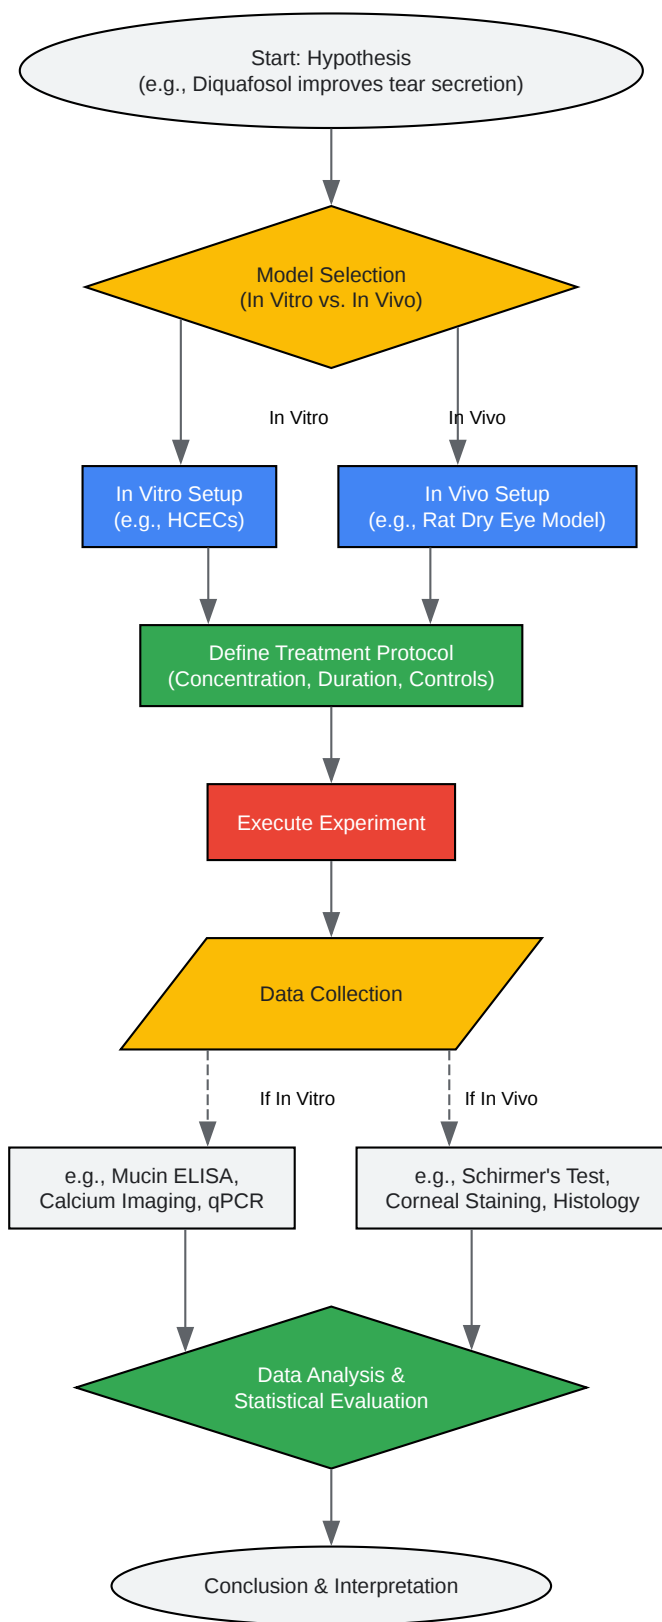 Start: Hypothesis
(e.g., Diquafosol improves tear secretion)
Model Selection
(In Vitro vs. In Vivo)
In Vitro
In Vivo
In Vitro Setup
(e.g., HCECs)
In Vivo Setup
(e.g., Rat Dry Eye Model)
Define Treatment Protocol
(Concentration, Duration, Controls)
Execute Experiment
Data Collection
If In Vitro
If In Vivo
e.g., Mucin ELISA,
Calcium Imaging, qPCR
e.g., Schirmer's Test,
Corneal Staining, Histology
Data Analysis &
Statistical Evaluation
Conclusion & Interpretation